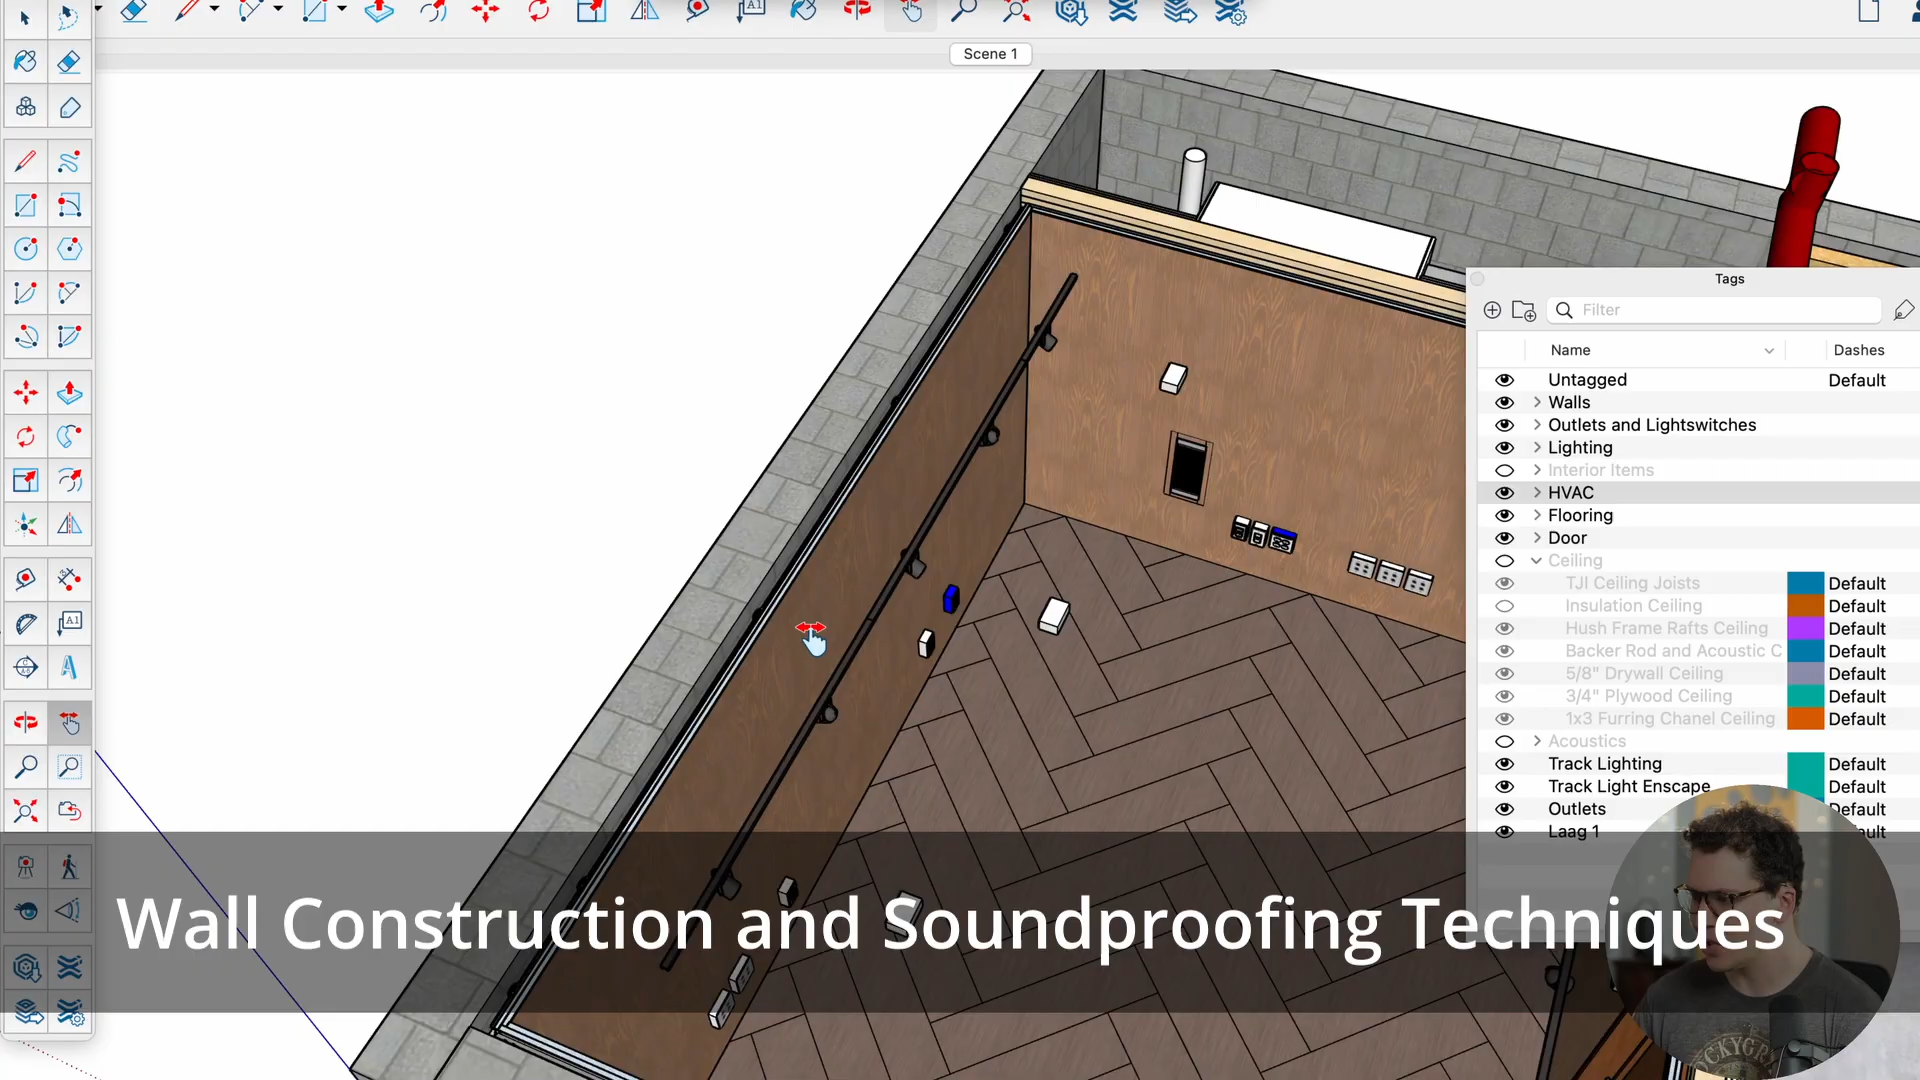 A1
Scene 1
A1
A
Tags
Filter
Name
Dashes
Untagged Default
Walls
Outlets and Lightswitches
Lighting
Interior Items
HVAC
Flooring
Door
Ceiling
TJI Ceiling Joists Default
Insulation Ceiling Default
Hush Frame Rafts Ceiling Default
Backer Rod and Acoustic C Default
5/8" Drywall Ceiling Default
3/4" Plywood Ceiling Default
1x3 Furring Chanel Ceiling Default
Acoustics
Track Lighting Default
Track Light Enscape Default
Outlets Default
Laag 1
Wall Construction and Soundproofing Techniques